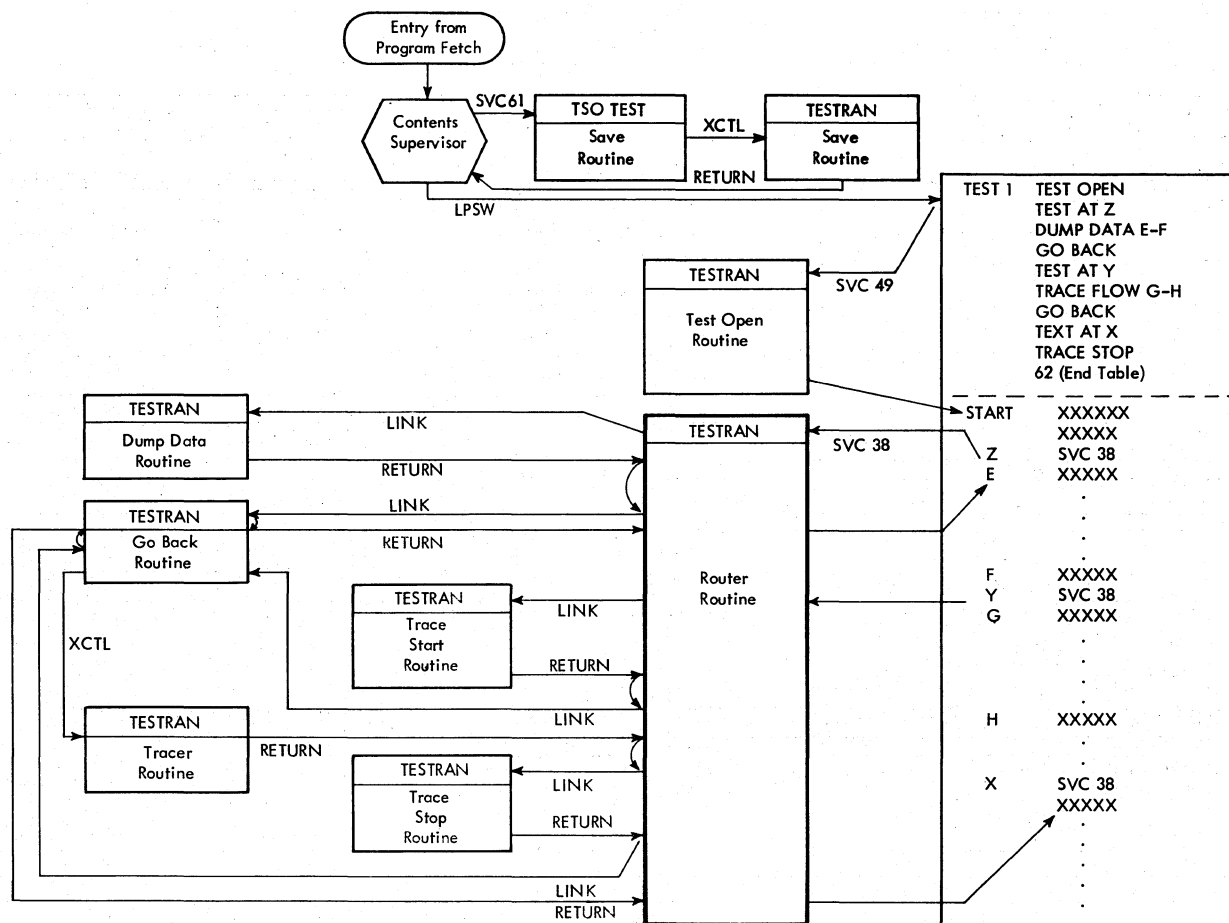 Entry from
Program Fetch
Contents
Supervisor
SVC61
TSO TEST
Save
Routine
XCTL
TESTRAN
Save
Routine
RETURN
LPSW
TEST 1 TEST OPEN
TEST AT Z
DUMP DATA E-F
GO BACK
TEST AT Y
TRACE FLOW G-H
GO BACK
TEXT AT X
TRACE STOP
62 (End Table)
SVC 49
TESTRAN
Test Open
Routine
START XXXXXX
XXXXX
Z SVC 38
E XXXXX
F XXXXX
Y SVC 38
G XXXXX
H XXXXX
X SVC 38
XXXXX
SVC 38
TESTRAN
Router
Routine
TESTRAN
Dump Data
Routine
LINK
RETURN
TESTRAN
Go Back
Routine
LINK
RETURN
TESTRAN
Trace
Start
Routine
LINK
RETURN
XCTL
LINK
TESTRAN
Tracer
Routine
RETURN
TESTRAN
Trace
Stop
Routine
LINK
RETURN
LINK
RETURN